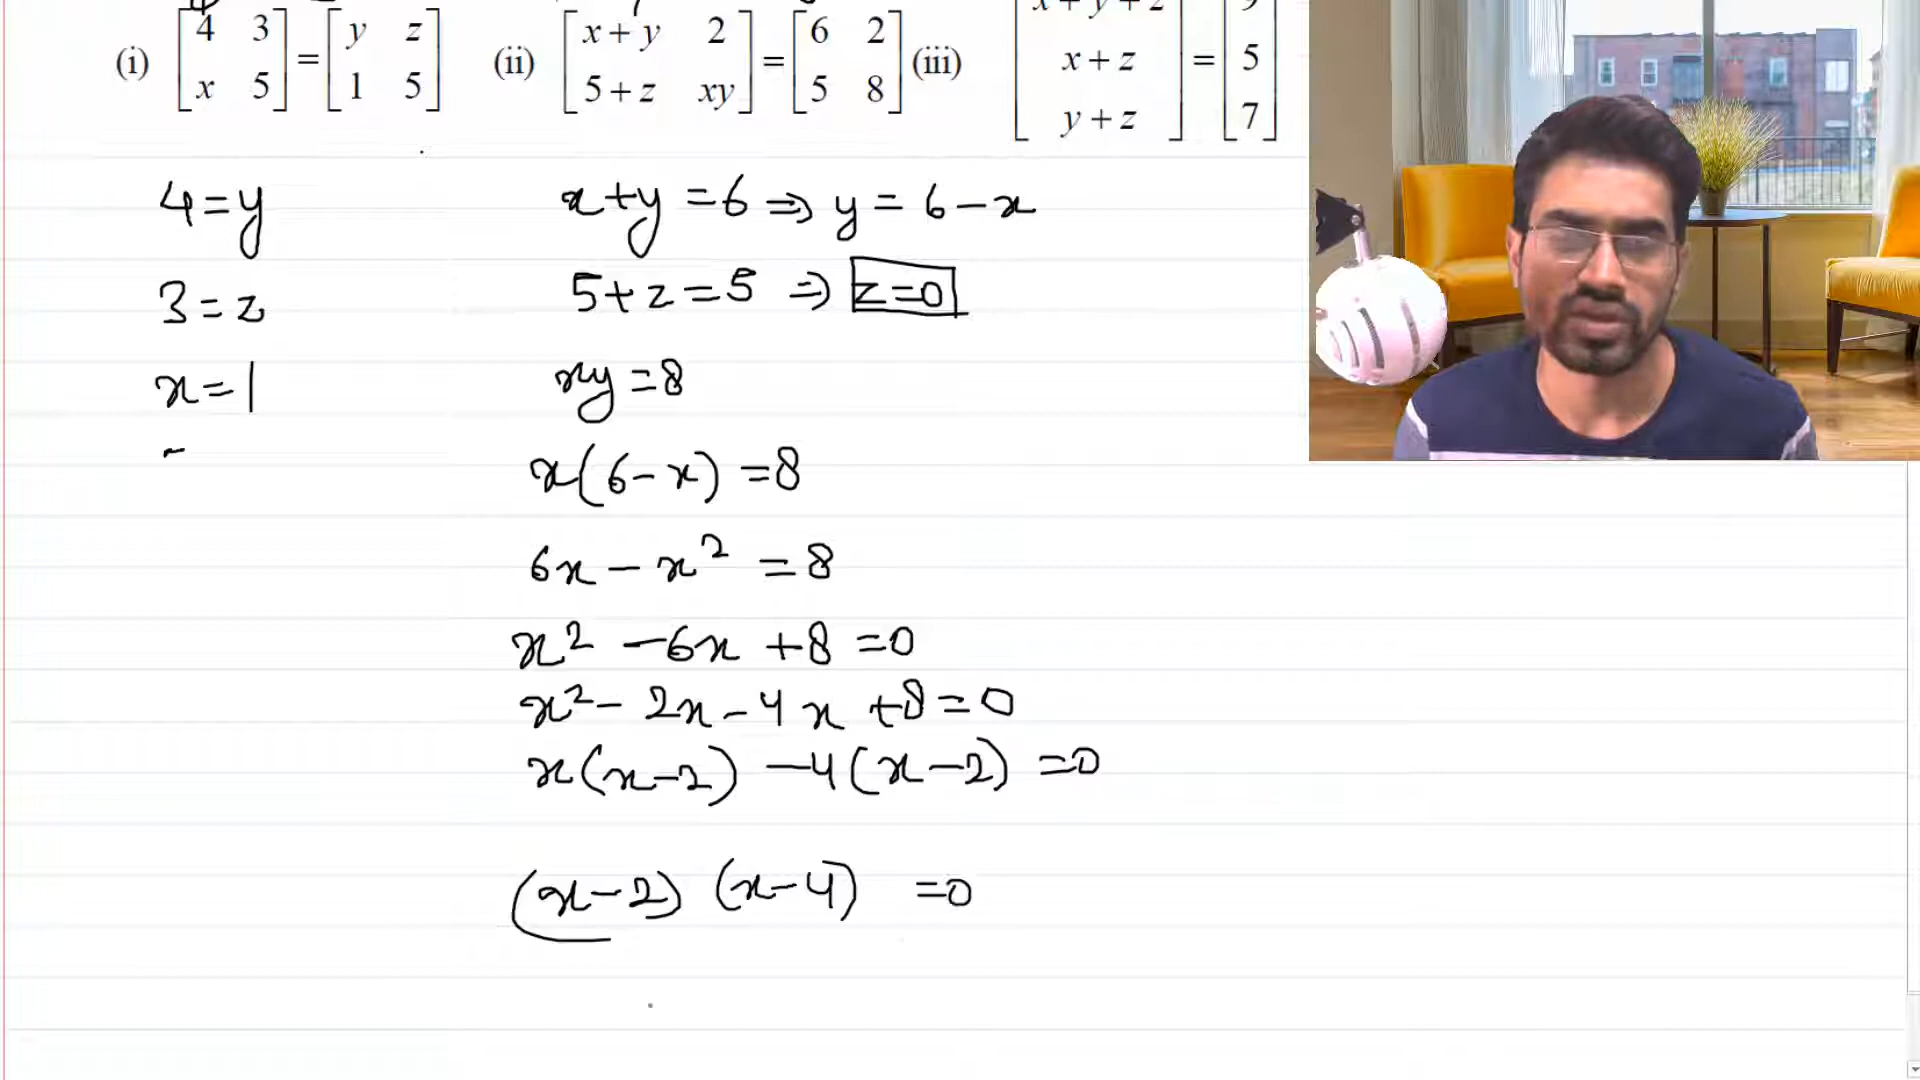 (i) [4 3 x 5] = [y z 1 5] (ii) [x + y 2 5 + z xy] = [6 2 5 8] (iii) [x + y + z x + z y + z] = [9 5 7]
4 = y
3 = z
x = 1
x + y = 6 ⇒ y = 6 - x
5 + z = 5 ⇒ z = 0
xy = 8
x(6 - x) = 8
6x - x² = 8
x² - 6x + 8 = 0
x² - 2x - 4x + 8 = 0
x(x - 2) - 4(x - 2) = 0
(x - 2) (x - 4) = 0